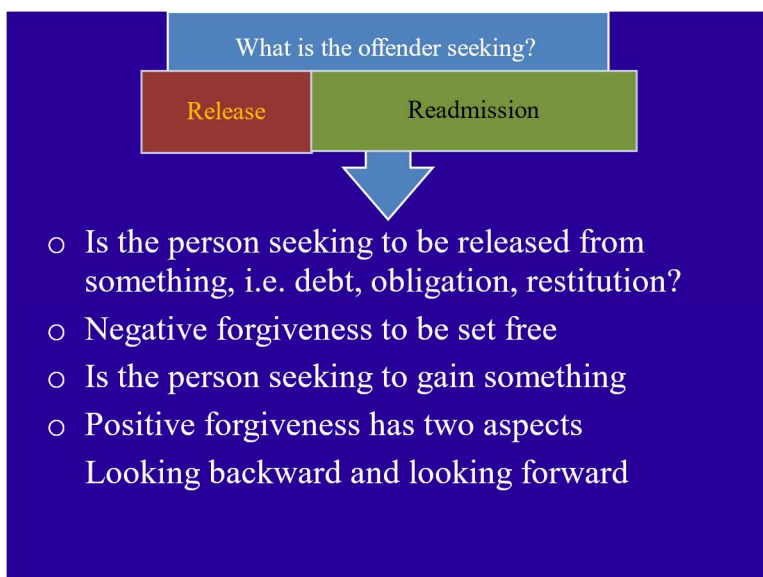 What is the offender seeking?
Release
Readmission
o Is the person seeking to be released from
something, i.e. debt, obligation, restitution?
o Negative forgiveness to be set free
o Is the person seeking to gain something
o Positive forgiveness has two aspects
Looking backward and looking forward